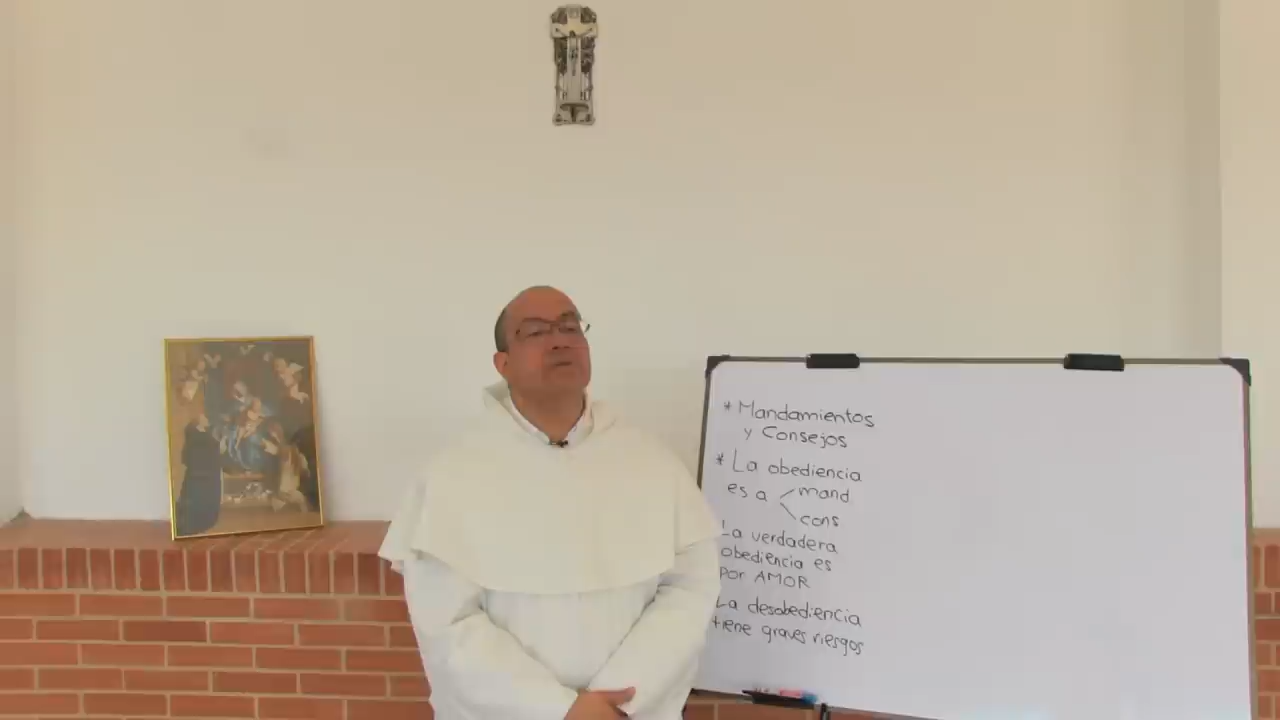 * Mandamientos
y Consejos
* La obediencia
es a mand
cons
La verdadera
obediencia es
por AMOR
La desobediencia
tiene graves riesgos